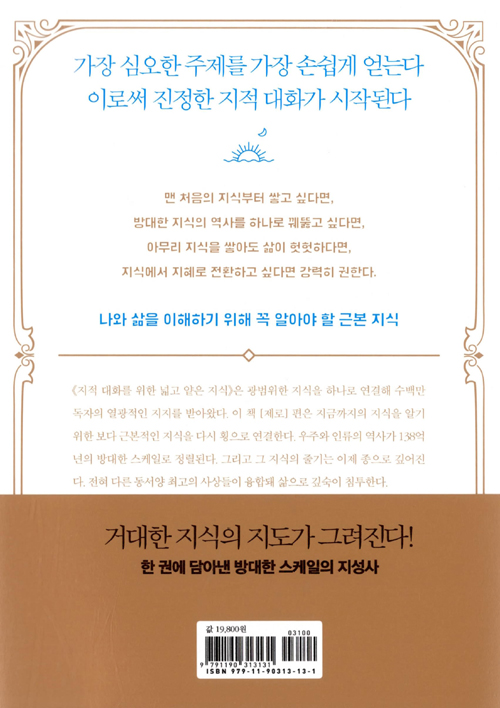 가장 심오한 주제를 가장 손쉽게 얻는다
이로써 진정한 지적 대화가 시작된다
맨 처음의 지식부터 쌓고 싶다면,
방대한 지식의 역사를 하나로 꿰뚫고 싶다면,
아무리 지식을 쌓아도 삶이 헛헛하다면,
지식에서 지혜로 전환하고 싶다면 강력히 권한다.
나와 삶을 이해하기 위해 꼭 알아야 할 근본 지식
《지적 대화를 위한 넓고 얕은 지식》은 광범위한 지식을 하나로 연결해 수백만
독자의 열광적인 지지를 받아왔다. 이 책 [제로] 편은 지금까지의 지식을 알기
위한 보다 근본적인 지식을 다시 횡으로 연결한다. 우주와 인류의 역사가 138억
년의 방대한 스케일로 정렬된다. 그리고 그 지식의 줄기는 이제 종으로 깊어진
다. 전혀 다른 동서양 최고의 사상들이 융합돼 삶으로 깊숙이 침투한다.
거대한 지식의 지도가 그려진다!
한 권에 담아낸 방대한 스케일의 지성사
값 19,800원
03100
9 791190 313131
ISBN 979-11-90313-13-1